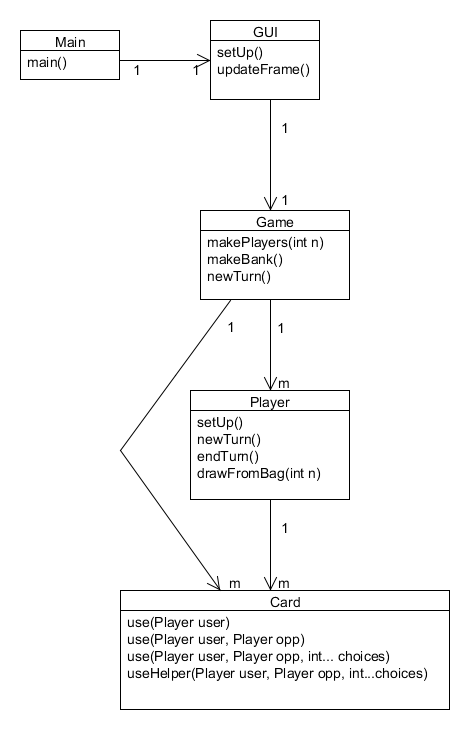 Main
main()
1
1
GUI
setUp()
updateFrame()
1
1
Game
makePlayers(int n)
makeBank()
newTurn()
1
1
m
Player
setUp()
newTurn()
endTurn()
drawFromBag(int n)
1
m
m
Card
use(Player user)
use(Player user, Player opp)
use(Player user, Player opp, int... choices)
useHelper(Player user, Player opp, int...choices)